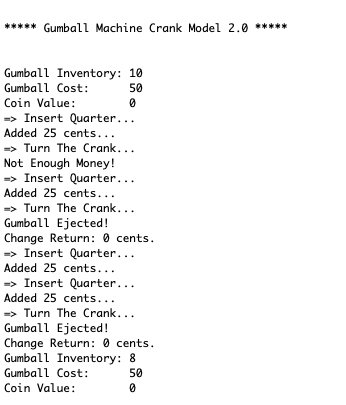 ***** Gumball Machine Crank Model 2.0 *****
Gumball Inventory: 10
Gumball Cost:      50
Coin Value:        0
=> Insert Quarter...
Added 25 cents...
=> Turn The Crank...
Not Enough Money!
=> Insert Quarter...
Added 25 cents...
=> Turn The Crank...
Gumball Ejected!
Change Return: 0 cents.
=> Insert Quarter...
Added 25 cents...
=> Insert Quarter...
Added 25 cents...
=> Turn The Crank...
Gumball Ejected!
Change Return: 0 cents.
Gumball Inventory: 8
Gumball Cost:      50
Coin Value:        0